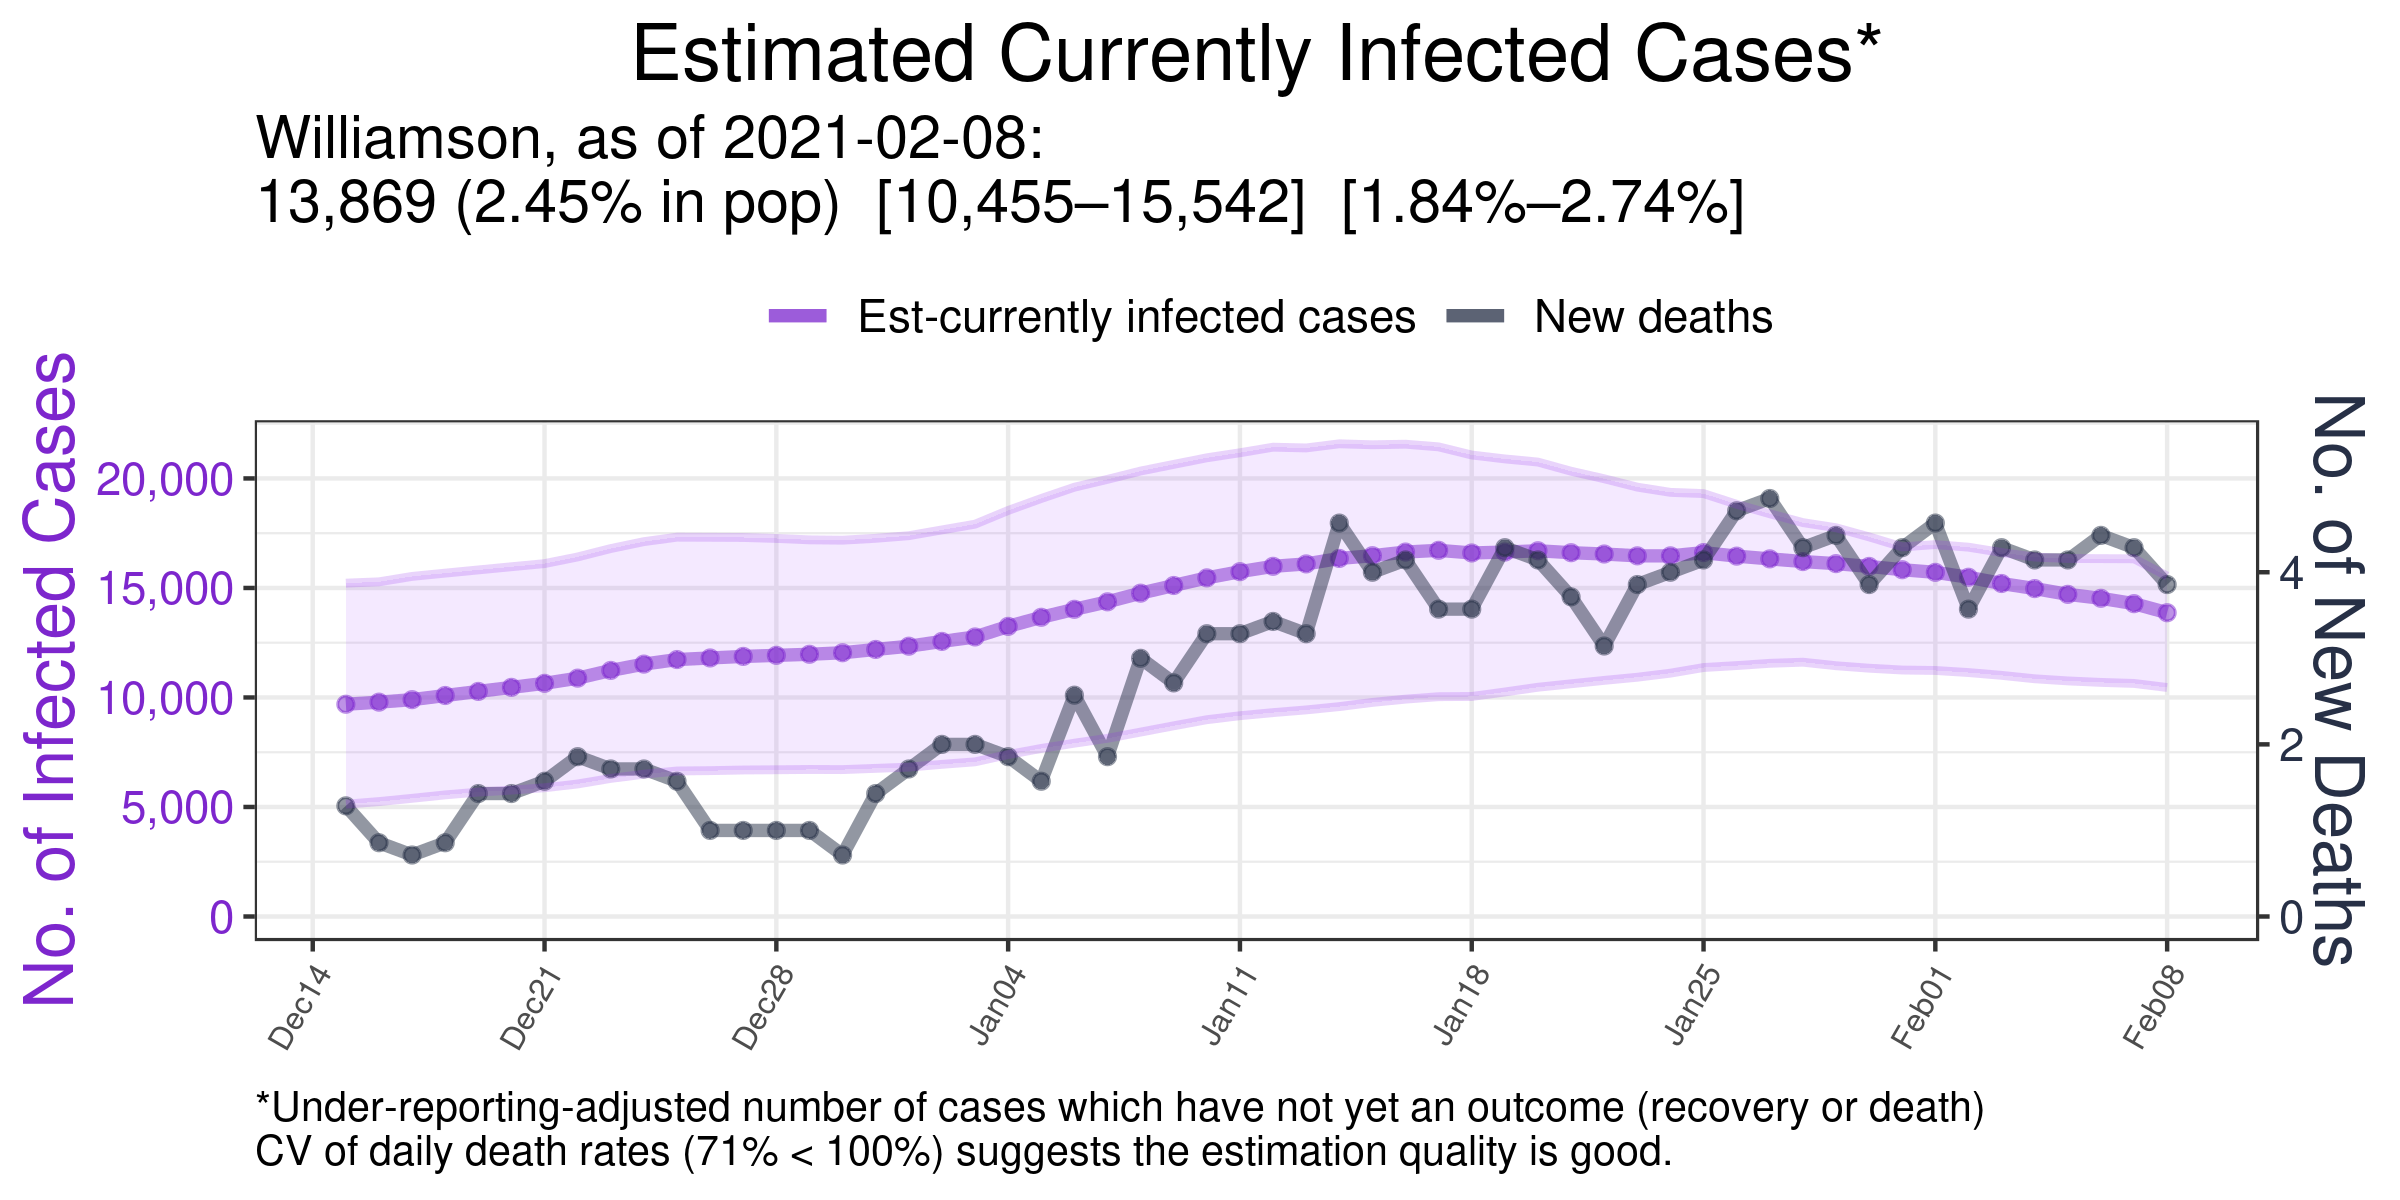 Estimated Currently Infected Cases*
Williamson, as of 2021-02-08:
13,869 (2.45% in pop)  [10,455–15,542]  [1.84%–2.74%]
Est-currently infected cases
New deaths
No. of Infected Cases
20,000
15,000
10,000
5,000
0
4
2
0
No. of New Deaths
Dec14
Dec21
Dec28
Jan04
Jan11
Jan18
Jan25
Feb01
Feb08
*Under-reporting-adjusted number of cases which have not yet an outcome (recovery or death)
CV of daily death rates (71% < 100%) suggests the estimation quality is good.